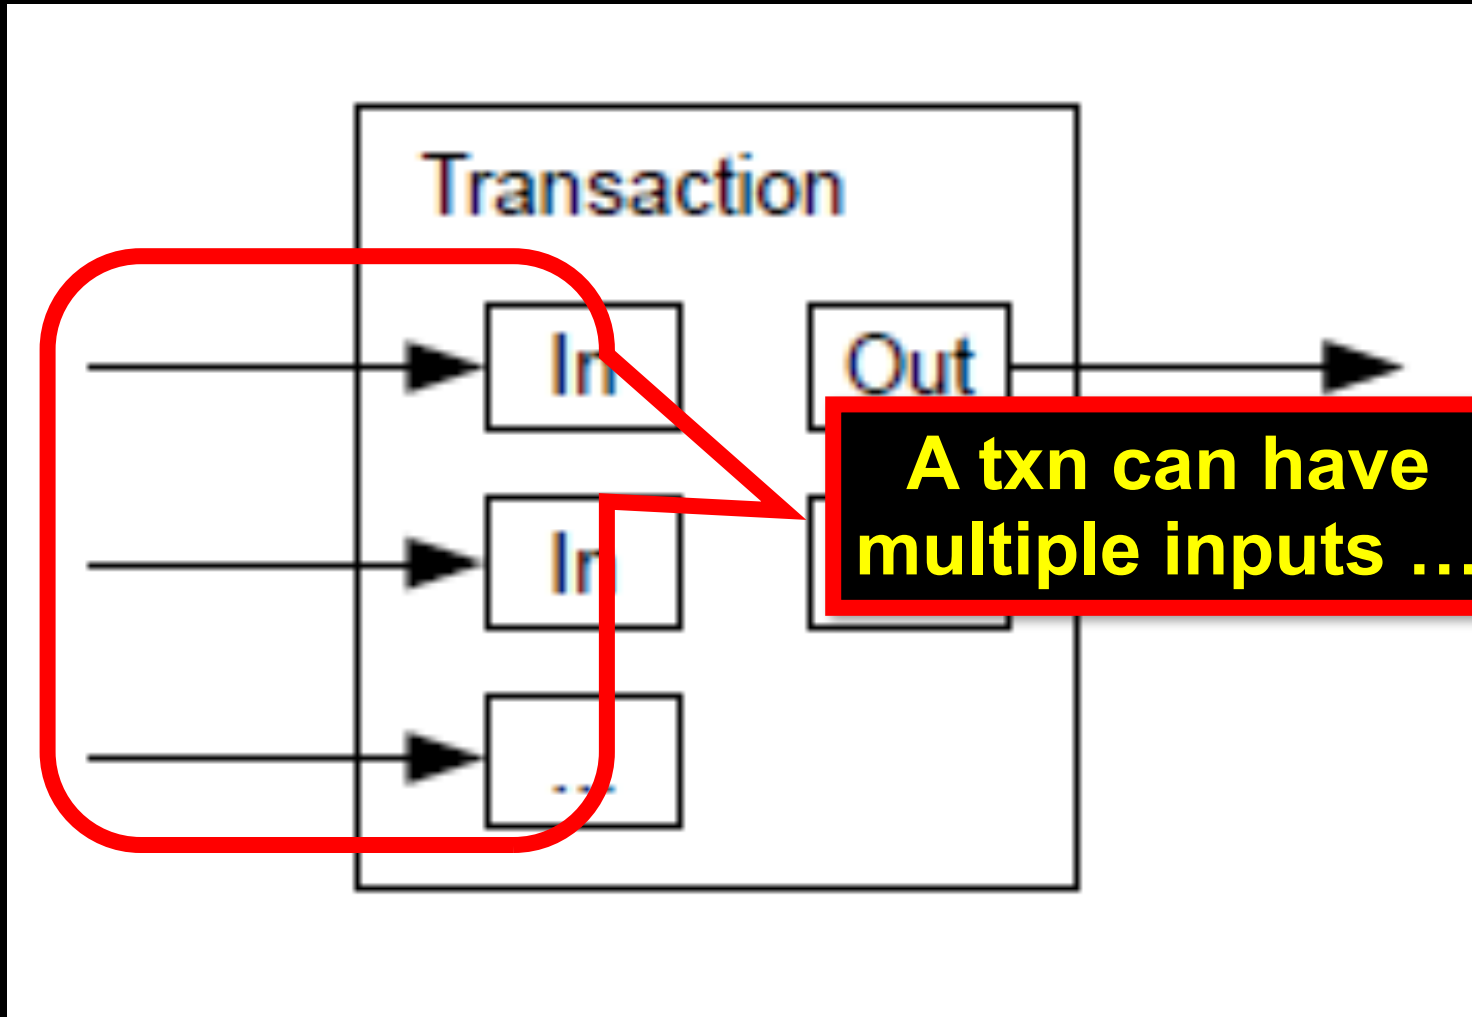 Transaction
In
Out
A txn can have
multiple inputs …
In
...